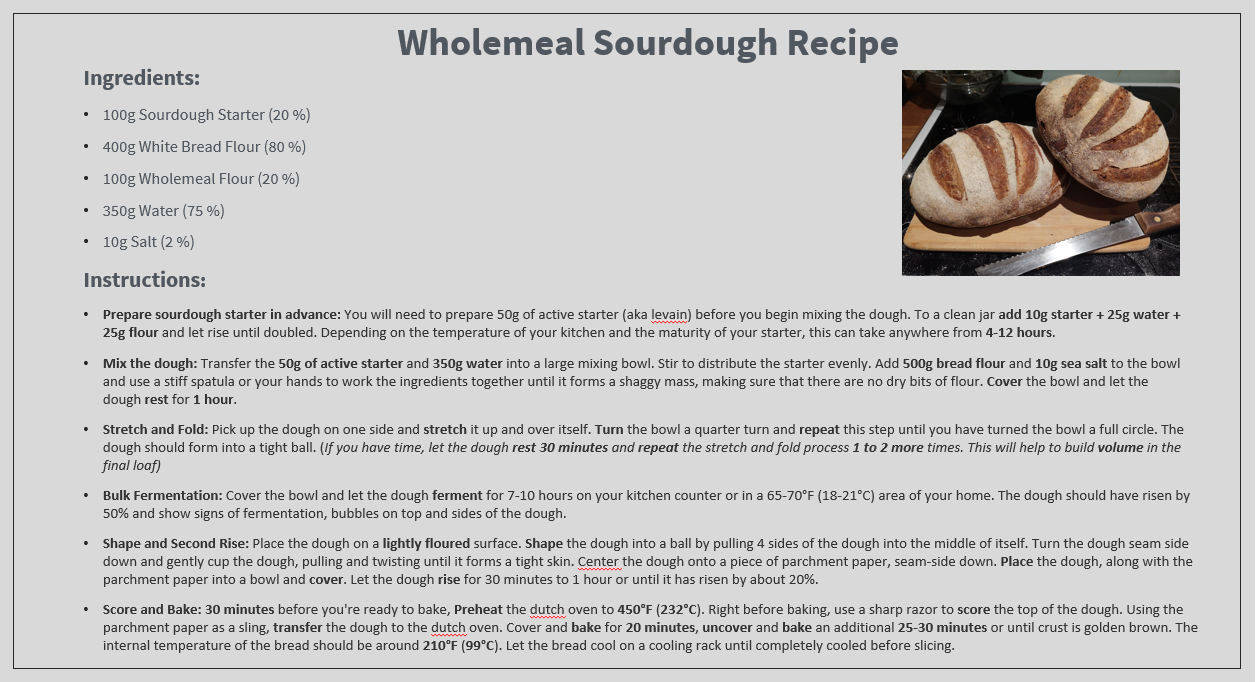 Wholemeal Sourdough Recipe
Ingredients:
• 100g Sourdough Starter (20 %)
• 400g White Bread Flour (80 %)
• 100g Wholemeal Flour (20 %)
• 350g Water (75 %)
• 10g Salt (2 %)
Instructions:
• Prepare sourdough starter in advance: You will need to prepare 50g of active starter (aka levain) before you begin mixing the dough. To a clean jar add 10g starter + 25g water +
25g flour and let rise until doubled. Depending on the temperature of your kitchen and the maturity of your starter, this can take anywhere from 4-12 hours.
• Mix the dough: Transfer the 50g of active starter and 350g water into a large mixing bowl. Stir to distribute the starter evenly. Add 500g bread flour and 10g sea salt to the bowl
and use a stiff spatula or your hands to work the ingredients together until it forms a shaggy mass, making sure that there are no dry bits of flour. Cover the bowl and let the
dough rest for 1 hour.
• Stretch and Fold: Pick up the dough on one side and stretch it up and over itself. Turn the bowl a quarter turn and repeat this step until you have turned the bowl a full circle. The
dough should form into a tight ball. (If you have time, let the dough rest 30 minutes and repeat the stretch and fold process 1 to 2 more times. This will help to build volume in the
final loaf)
• Bulk Fermentation: Cover the bowl and let the dough ferment for 7-10 hours on your kitchen counter or in a 65-70°F (18-21°C) area of your home. The dough should have risen by
50% and show signs of fermentation, bubbles on top and sides of the dough.
• Shape and Second Rise: Place the dough on a lightly floured surface. Shape the dough into a ball by pulling 4 sides of the dough into the middle of itself. Turn the dough seam side
down and gently cup the dough, pulling and twisting until it forms a tight skin. Center the dough onto a piece of parchment paper, seam-side down. Place the dough, along with the
parchment paper into a bowl and cover. Let the dough rise for 30 minutes to 1 hour or until it has risen by about 20%.
• Score and Bake: 30 minutes before you're ready to bake, Preheat the dutch oven to 450°F (232°C). Right before baking, use a sharp razor to score the top of the dough. Using the
parchment paper as a sling, transfer the dough to the dutch oven. Cover and bake for 20 minutes, uncover and bake an additional 25-30 minutes or until crust is golden brown. The
internal temperature of the bread should be around 210°F (99°C). Let the bread cool on a cooling rack until completely cooled before slicing.